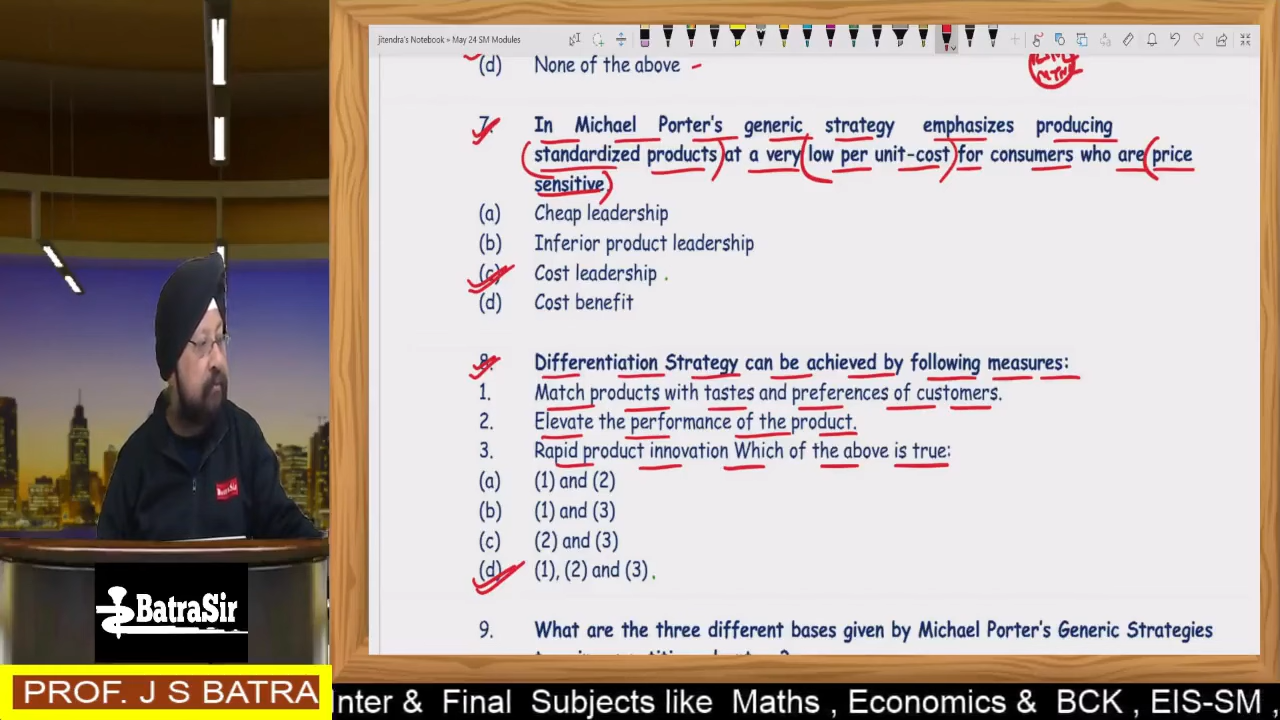 jitendra's Notebook » May 24 SM Modules
(d) None of the above
7. In Michael Porter's generic strategy emphasizes producing
standardized products at a very low per unit-cost for consumers who are price
sensitive
(a) Cheap leadership
(b) Inferior product leadership
(c) Cost leadership
(d) Cost benefit
8. Differentiation Strategy can be achieved by following measures:
1. Match products with tastes and preferences of customers.
2. Elevate the performance of the product.
3. Rapid product innovation Which of the above is true:
(a) (1) and (2)
(b) (1) and (3)
(c) (2) and (3)
(d) (1), (2) and (3)
9. What are the three different bases given by Michael Porter's Generic Strategies
BatraSir
BatraSir
PROF. J S BATRA
nter & Final Subjects like Maths , Economics & BCK , EIS-SM ,